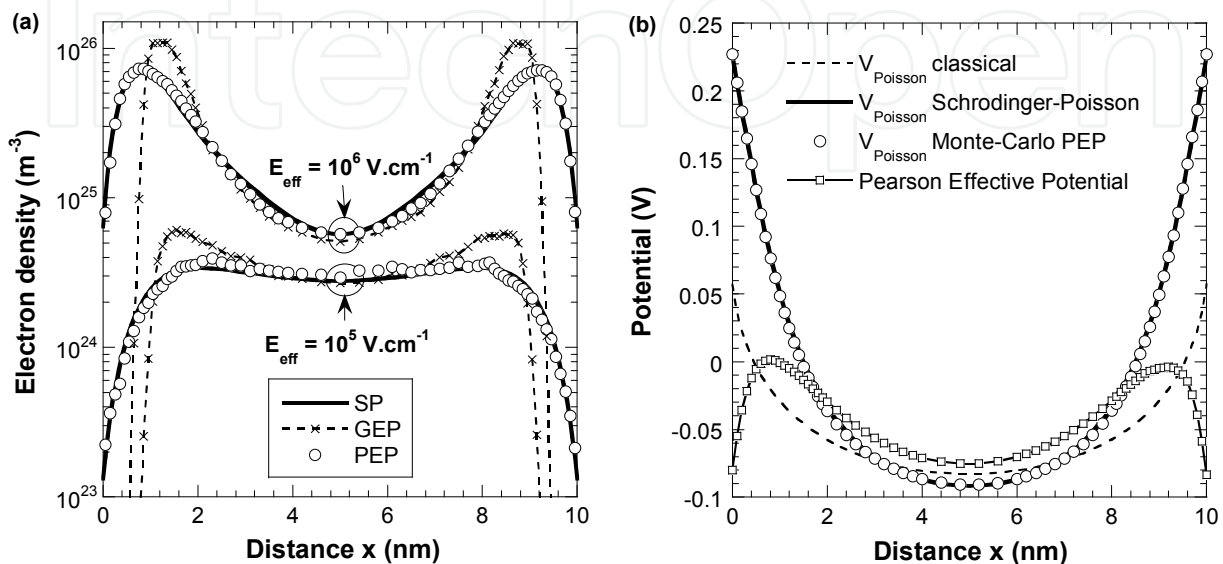 IntechOpen
(a)
10^26
10^25
10^24
10^23
Electron density (m^-3)
E_eff = 10^6 V.cm^-1
E_eff = 10^5 V.cm^-1
SP
GEP
PEP
0 2 4 6 8 10
Distance x (nm)
(b)
0.25
0.2
0.15
0.1
0.05
0
-0.05
-0.1
Potential (V)
V_Poisson classical
V_Poisson Schrodinger-Poisson
V_Poisson Monte-Carlo PEP
Pearson Effective Potential
0 2 4 6 8 10
Distance x (nm)